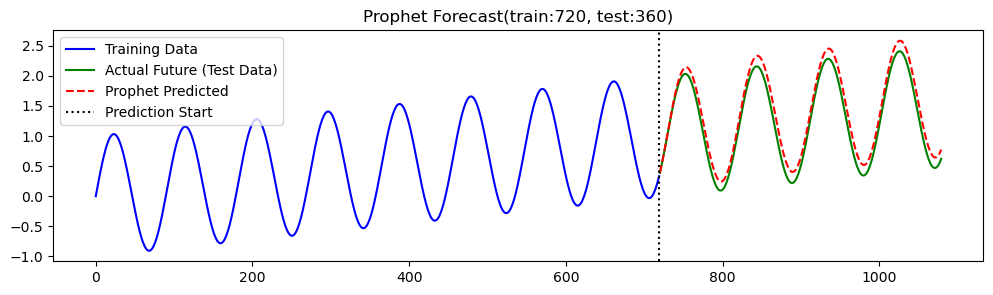 Prophet Forecast(train:720, test:360)
Training Data
Actual Future (Test Data)
Prophet Predicted
Prediction Start
2.5
2.0
1.5
1.0
0.5
0.0
−0.5
−1.0
0 200 400 600 800 1000